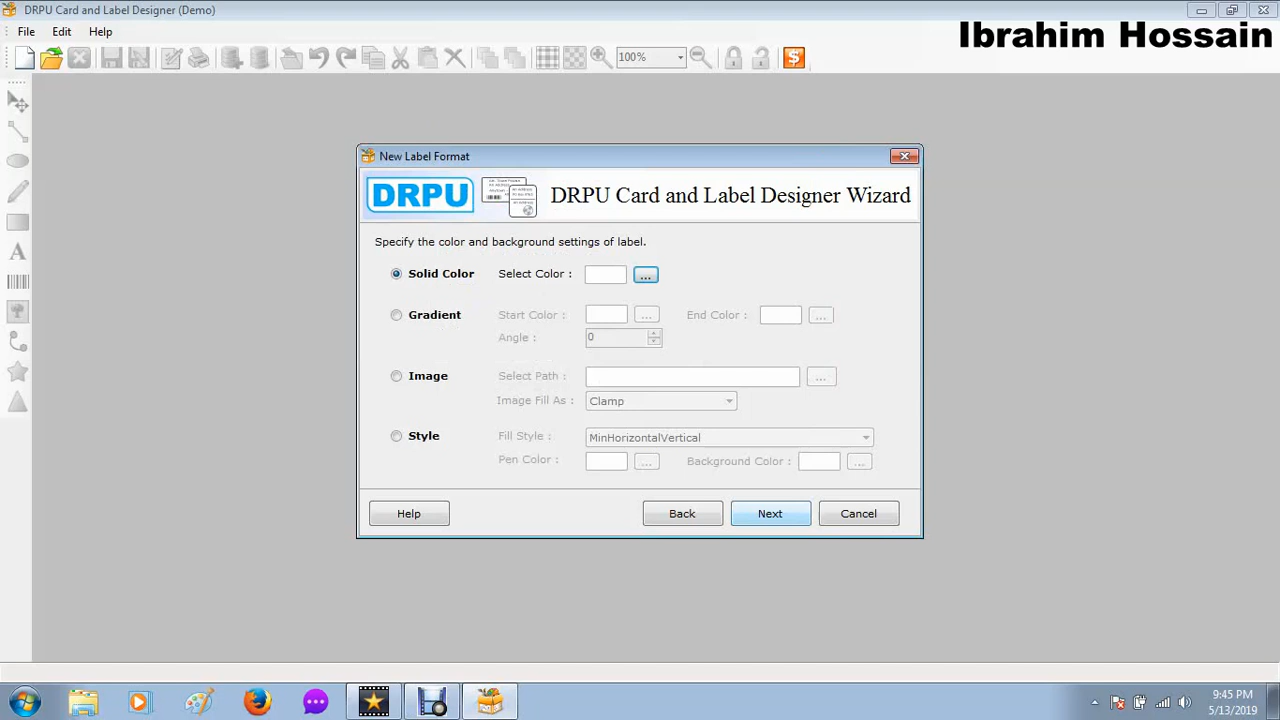 DRPU Card and Label Designer (Demo)
File Edit Help
Ibrahim Hossain
100%
New Label Format
DRPU
DRPU Card and Label Designer Wizard
Specify the color and background settings of label.
Solid Color Select Color : ...
Gradient Start Color : ... End Color : ...
Angle : 0
Image Select Path : ...
Image Fill As : Clamp
Style Fill Style : MinHorizontalVertical
Pen Color : ... Background Color : ...
Help Back Next Cancel
9:45 PM
5/13/2019